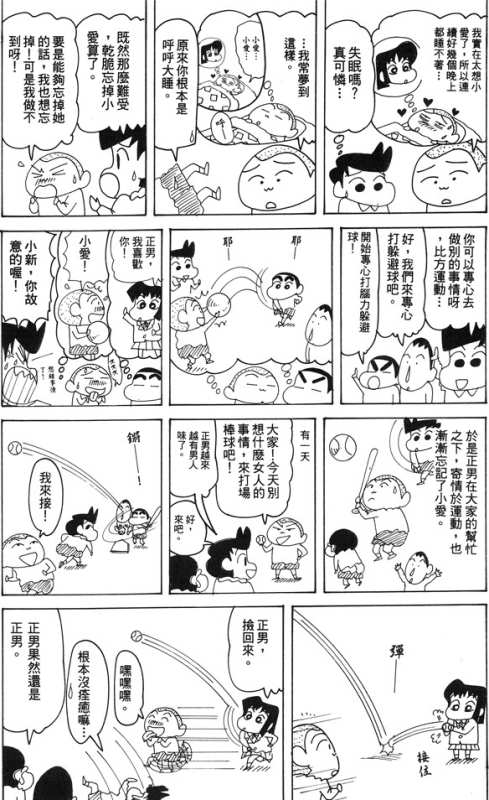 我實在太想小
愛了，所以連
續好幾個晚上
都睡不著…
失眠嗎？
真可憐…
…我常夢到
這樣。
小愛…
小愛…
呼
原來你根本是
呼呼大睡。
既然那麼難受
，乾脆忘掉小
愛算了。
要是能夠忘掉她
的話，我也想忘
掉！可是我做不
到呀！
你可以專心去
做別的事情呀
，比方運動…
好，我們來專心
打躲避球吧。
開始專心打腦力躲避
球！
耶
耶
正男，
我喜歡
你！
小愛！
小新，你故
意的喔！
於是正男在大家的幫忙
之下，寄情於運動，也
漸漸忘記了小愛。
有一天
大家！今天別
想什麼女人的
事情，來打場
棒球吧！
正男越來
越有男人
味了。
好，
來吧。
鏘！
我來接！
彈
接住
正男，
撿回來。
嘿嘿嘿。
根本沒痊癒嘛…
正男果然還是
正男。